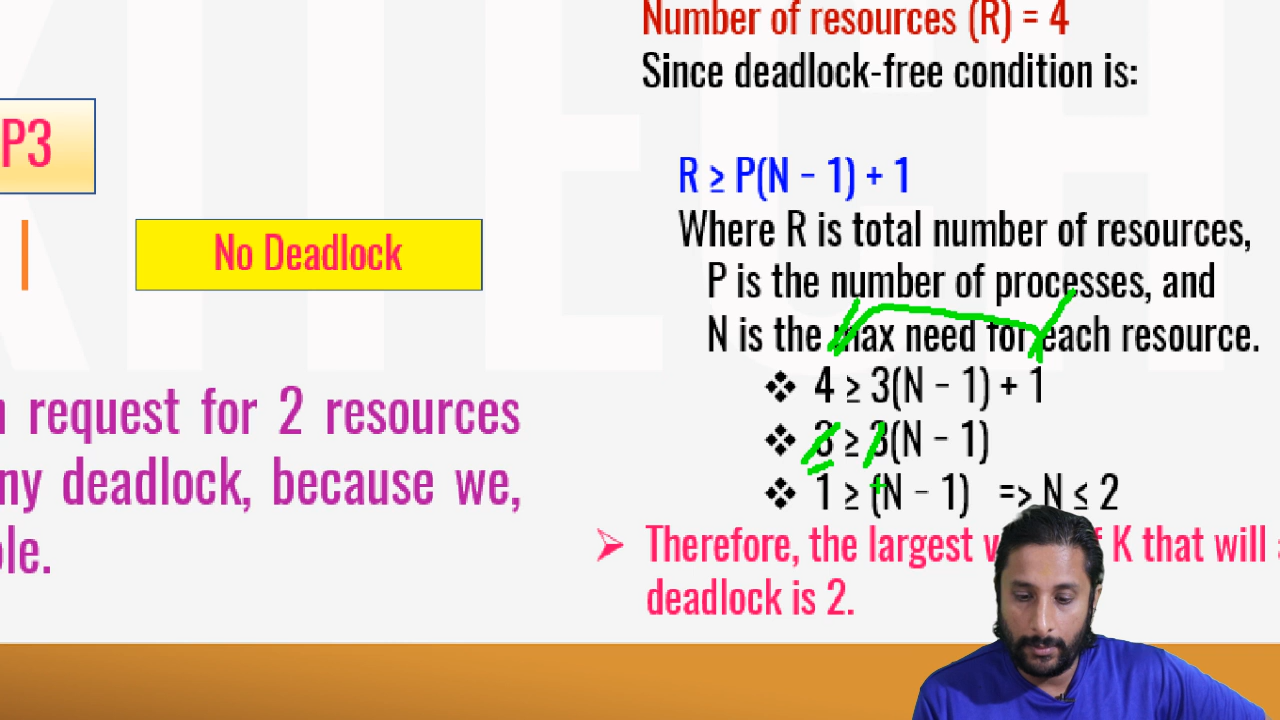 P3
No Deadlock
request for 2 resources
deadlock, because we,
Number of resources (R) = 4
Since deadlock-free condition is:
R ≥ P(N − 1) + 1
Where R is total number of resources,
P is the number of processes, and
N is the max need for each resource.
❖ 4 ≥ 3(N − 1) + 1
❖ 3 ≥ 3(N − 1)
❖ 1 ≥ (N − 1) => N ≤ 2
➢ Therefore, the largest K that will
deadlock is 2.